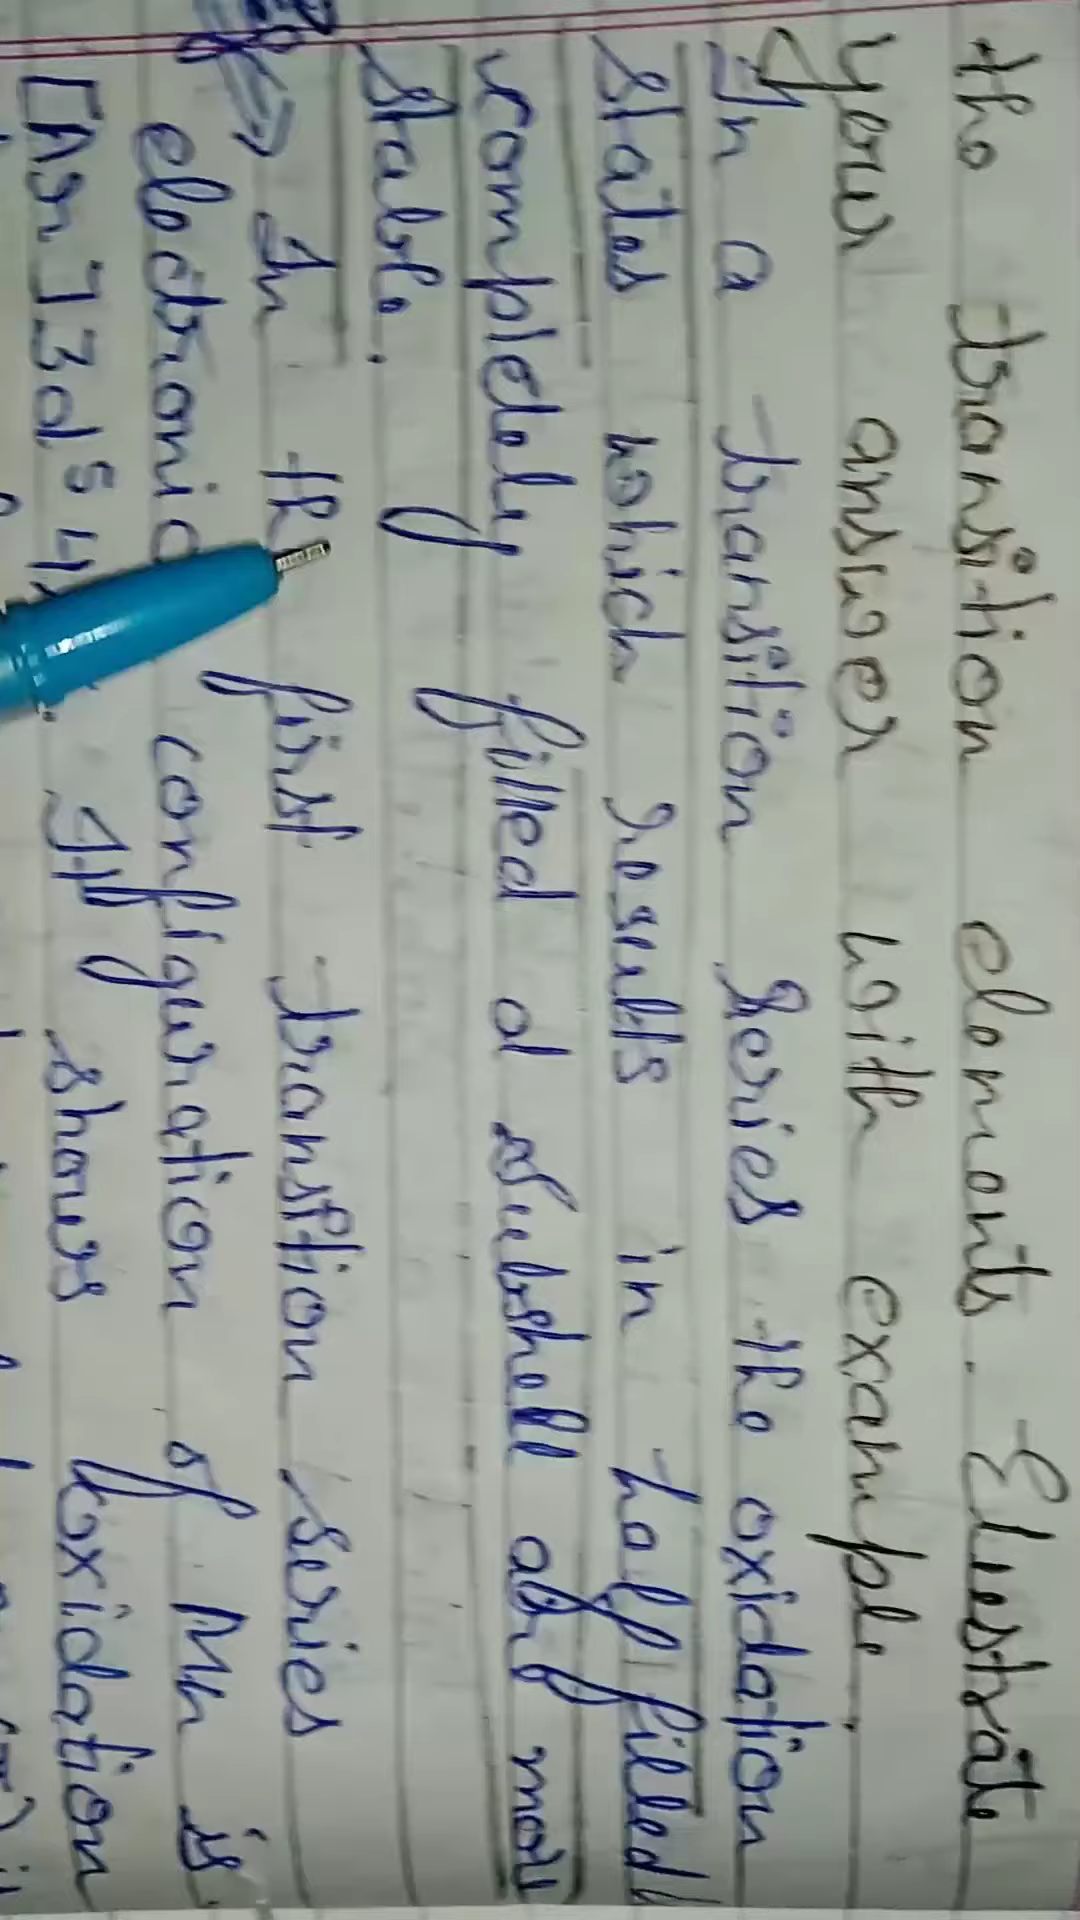 the transition elements. Illustrate
your answer with example.
In a transition series the oxidation
states which results in half filled
completely filled d subshell are more
stable.
eg => In the first transition series
electronic configuration of Mn is
[Ar] 3d5 4s. It shows oxidation